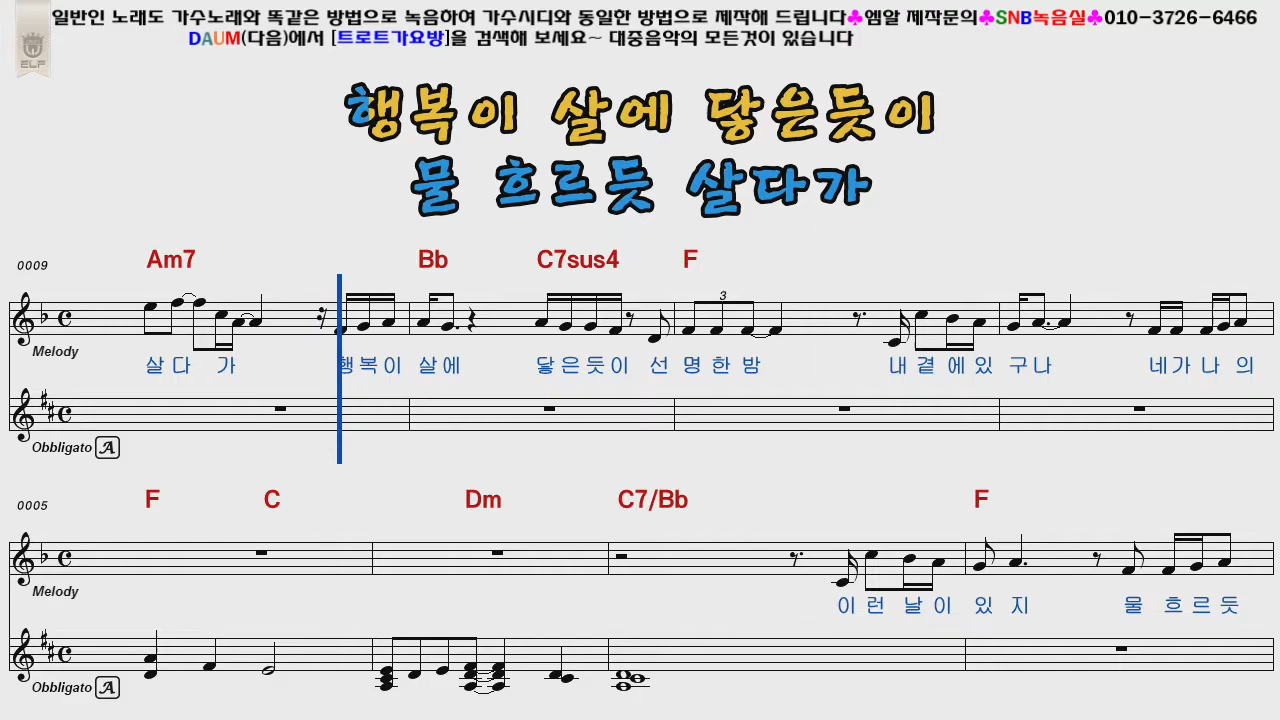 일반인 노래도 가수노래와 똑같은 방법으로 녹음하여 가수시디와 동일한 방법으로 제작해 드립니다♣엠알 제작문의♣SNB녹음실♣010-3726-6466
DAUM(다음)에서 [트로트가요방]을 검색해 보세요~ 대중음악의 모든것이 있습니다
ELF
행복이 살에 닿은듯이
물 흐르듯 살다가
0009
Am7 Bb C7sus4 F
3
Melody
살다 가 행복이 살에 닿은듯이 선 명한 밤 내 곁에있 구나 네가 나 의
Obbligato A
0005
F C Dm C7/Bb F
Melody
이 런 날이 있 지 물 흐르듯
Obbligato A